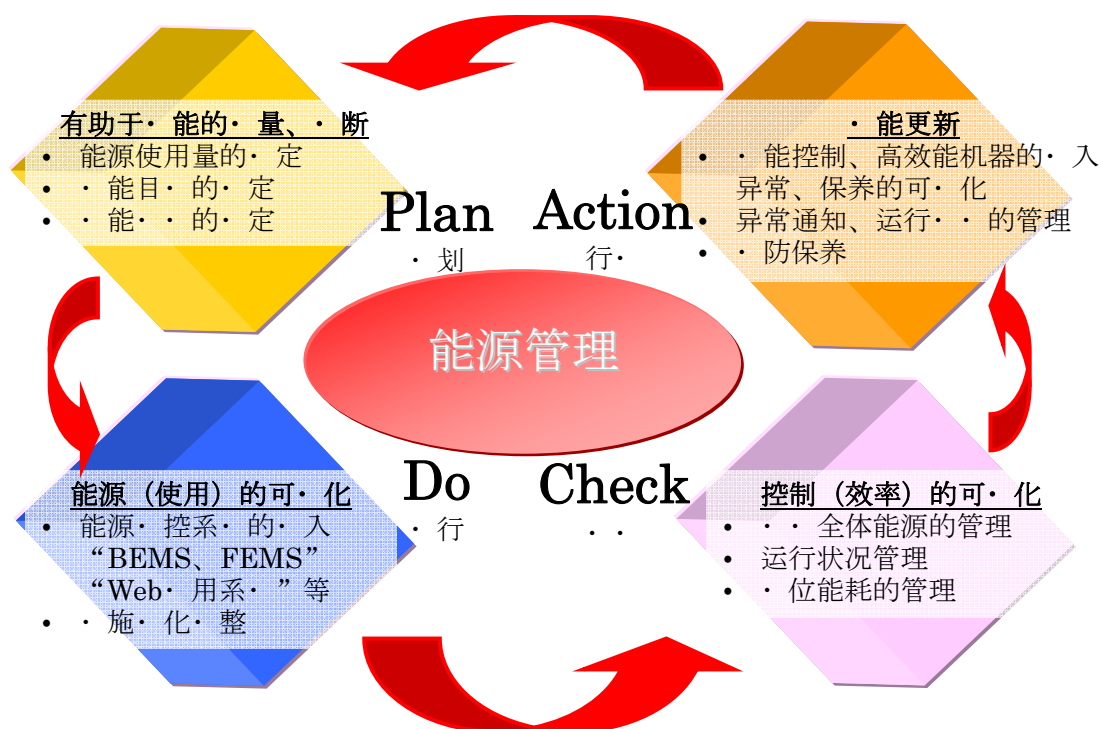 有助于・能的・量、・断
• 能源使用量的・定
• ・能目・的・定
• ・能・・的・定
・能更新
• ・能控制、高效能机器的・入
异常、保养的可・化
• 异常通知、运行・・的管理
• ・防保养
Plan
・划
Action
行・
能源管理
能源（使用）的可・化
• 能源・控系・的・入
“BEMS、FEMS”
“Web・用系・”等
• ・施・化・整
Do
・行
Check
・・
控制（效率）的可・化
• ・・全体能源的管理
• 运行状况管理
• ・位能耗的管理